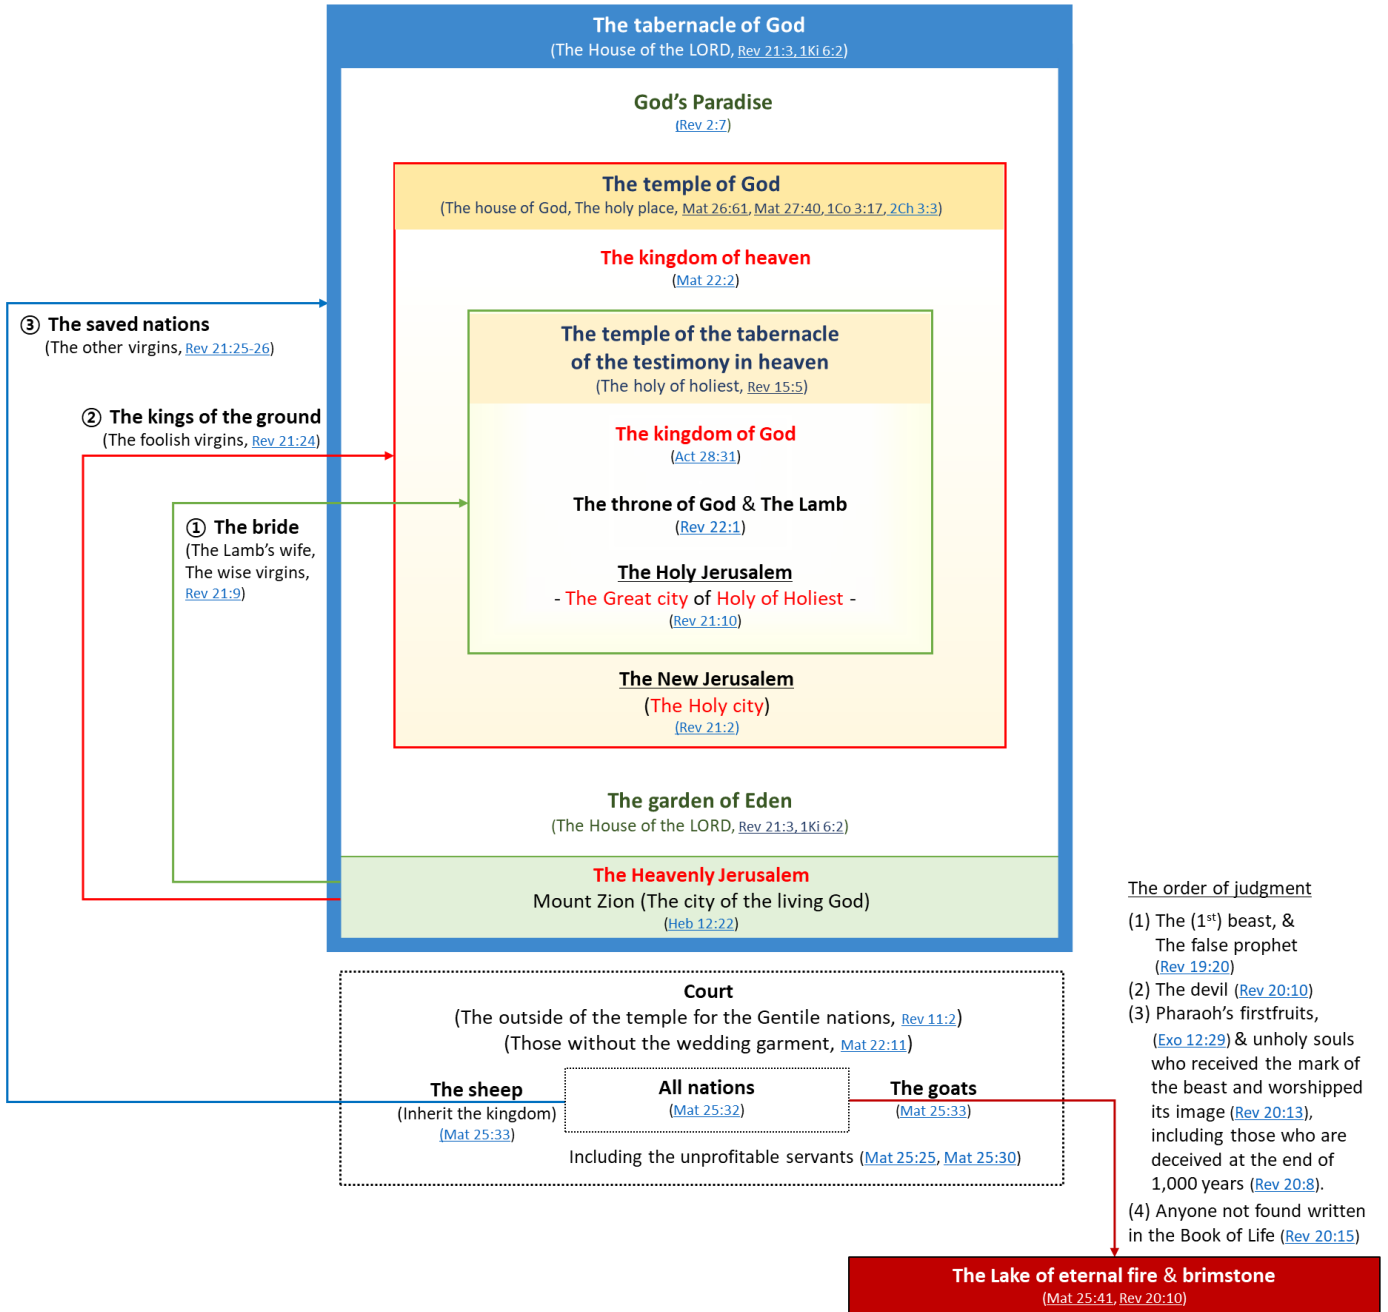 The tabernacle of God
(The House of the LORD, Rev 21:3, 1Ki 6:2)
God's Paradise
(Rev 2:7)
The temple of God
(The house of God, The holy place, Mat 26:61, Mat 27:40, 1Co 3:17, 2Ch 3:3)
The kingdom of heaven
(Mat 22:2)
The temple of the tabernacle
of the testimony in heaven
(The holy of holiest, Rev 15:5)
The kingdom of God
(Act 28:31)
The throne of God & The Lamb
(Rev 22:1)
The Holy Jerusalem
- The Great city of Holy of Holiest -
(Rev 21:10)
The New Jerusalem
(The Holy city)
(Rev 21:2)
The garden of Eden
(The House of the LORD, Rev 21:3, 1Ki 6:2)
The Heavenly Jerusalem
Mount Zion (The city of the living God)
(Heb 12:22)
③ The saved nations
(The other virgins, Rev 21:25-26)
② The kings of the ground
(The foolish virgins, Rev 21:24)
① The bride
(The Lamb's wife,
The wise virgins,
Rev 21:9)
Court
(The outside of the temple for the Gentile nations, Rev 11:2)
(Those without the wedding garment, Mat 22:11)
The sheep
(Inherit the kingdom)
(Mat 25:33)
All nations
(Mat 25:32)
The goats
(Mat 25:33)
Including the unprofitable servants (Mat 25:25, Mat 25:30)
The order of judgment
(1) The (1st) beast, &
The false prophet
(Rev 19:20)
(2) The devil (Rev 20:10)
(3) Pharaoh's firstfruits,
(Exo 12:29) & unholy souls
who received the mark of
the beast and worshipped
its image (Rev 20:13),
including those who are
deceived at the end of
1,000 years (Rev 20:8).
(4) Anyone not found written
in the Book of Life (Rev 20:15)
The Lake of eternal fire & brimstone
(Mat 25:41, Rev 20:10)